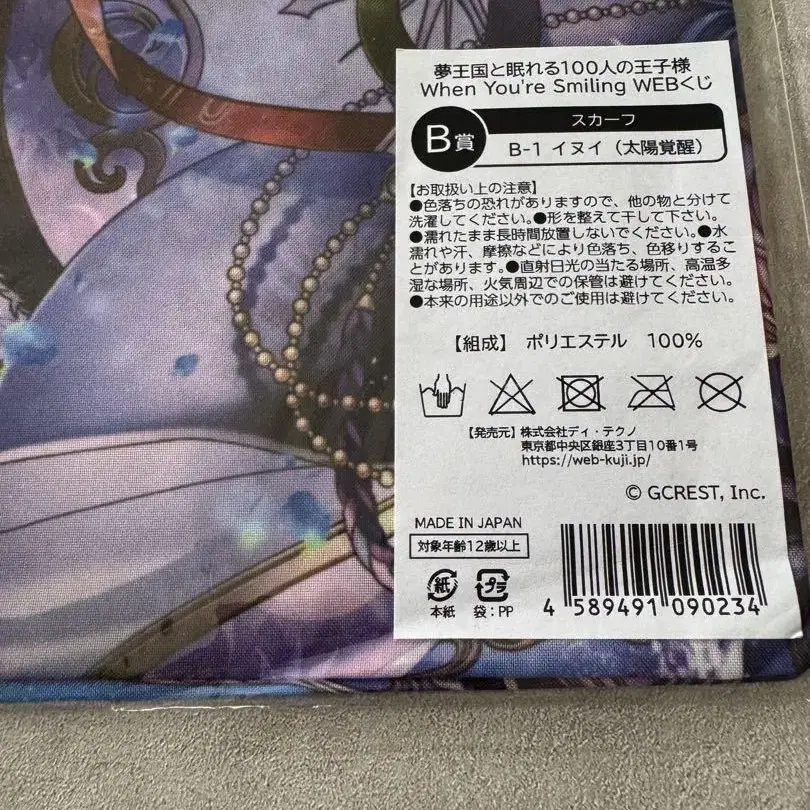 夢王国と眠れる100人の王子様
When You're Smiling WEBくじ
B賞
スカーフ
B-1 イヌイ（太陽覚醒）
【お取扱い上の注意】
●色落ちの恐れがありますので、他の物と分けて
洗濯してください。●形を整えて干して下さい。
●濡れたまま長時間放置しないでください。●水
濡れや汗、摩擦などにより色落ち、色移りするこ
とがあります。●直射日光の当たる場所、高温多
湿な場所、火気周辺での保管は避けてください。
●本来の用途以外でのご使用は避けてください。
【組成】 ポリエステル 100%
【発売元】株式会社ディ・テクノ
東京都中央区銀座3丁目10番1号
https://web-kuji.jp/
© GCREST, Inc.
MADE IN JAPAN
対象年齢12歳以上
紙
プラ
本紙
袋：PP
4 589491 090234